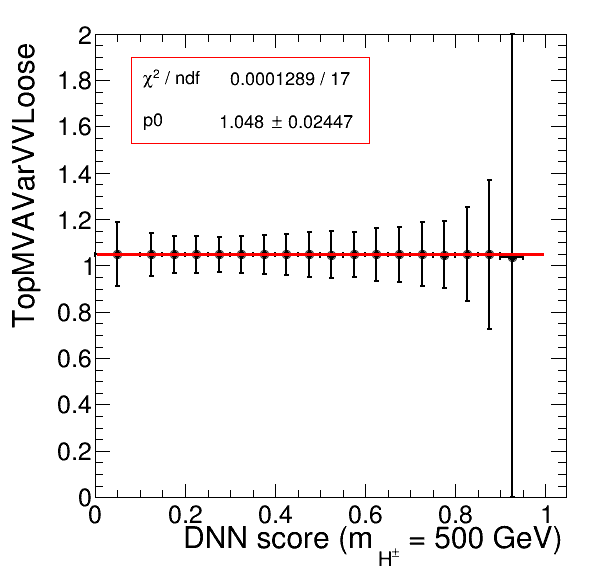 TopMVAVarVVLoose
χ² / ndf 0.0001289 / 17
p0 1.048 ± 0.02447
2
1.8
1.6
1.4
1.2
1
0.8
0.6
0.4
0.2
0
0 0.2 0.4 0.6 0.8 1
DNN score (m_H± = 500 GeV)